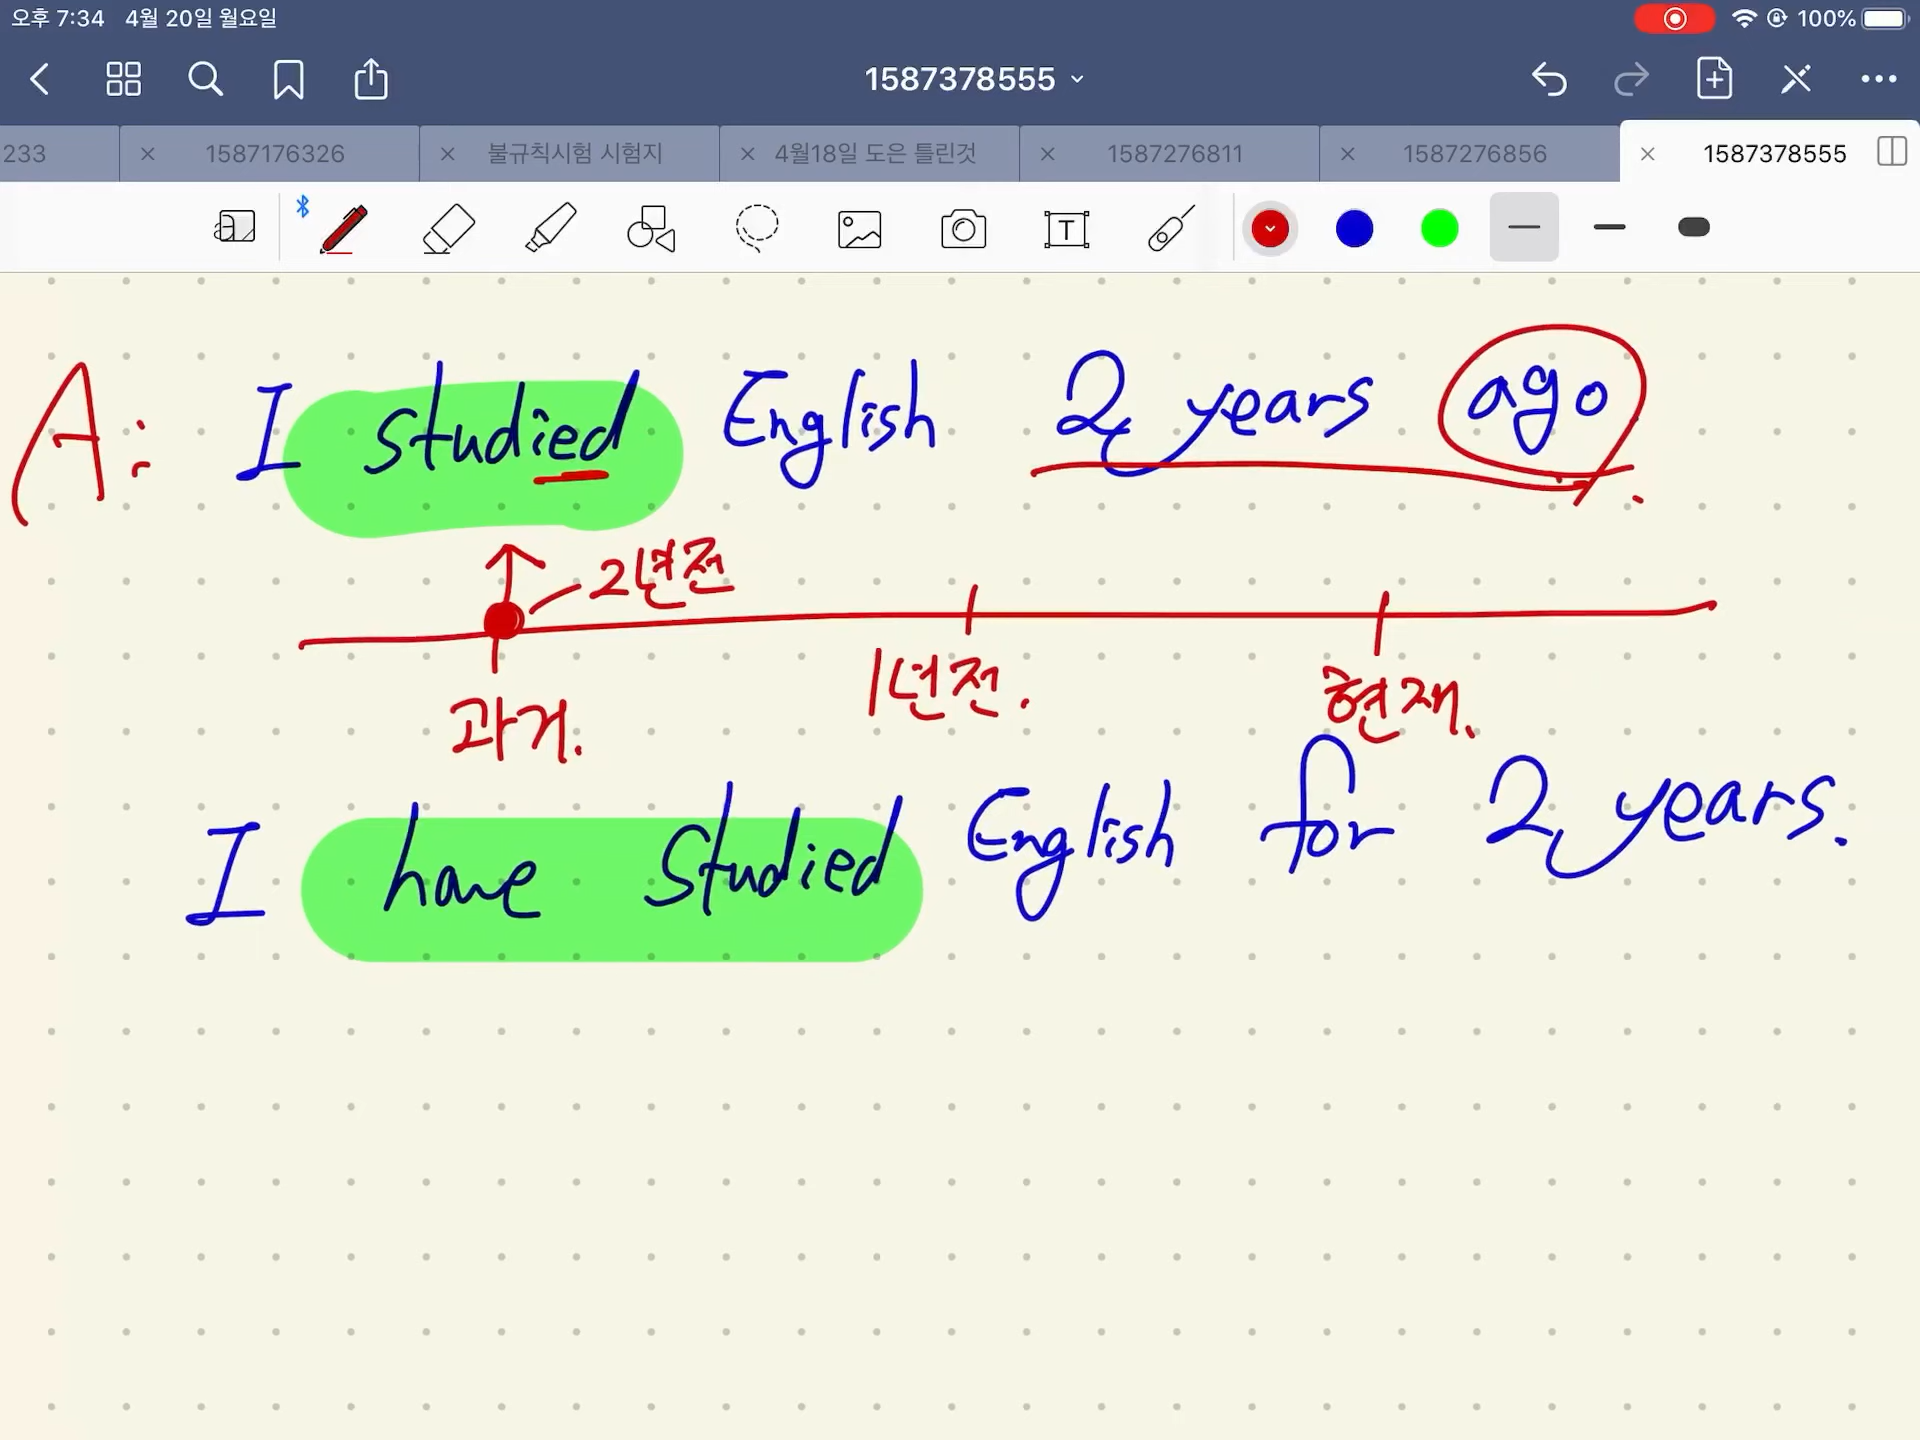 오후 7:34 4월 20일 월요일 100%
1587378555
233 1587176326 불규칙시험 시험지 4월18일 도은 틀린것 1587276811 1587276856 1587378555
A: I studied English 2 years ago.
2년전
과거. 1년전. 현재.
I have studied English for 2 years.